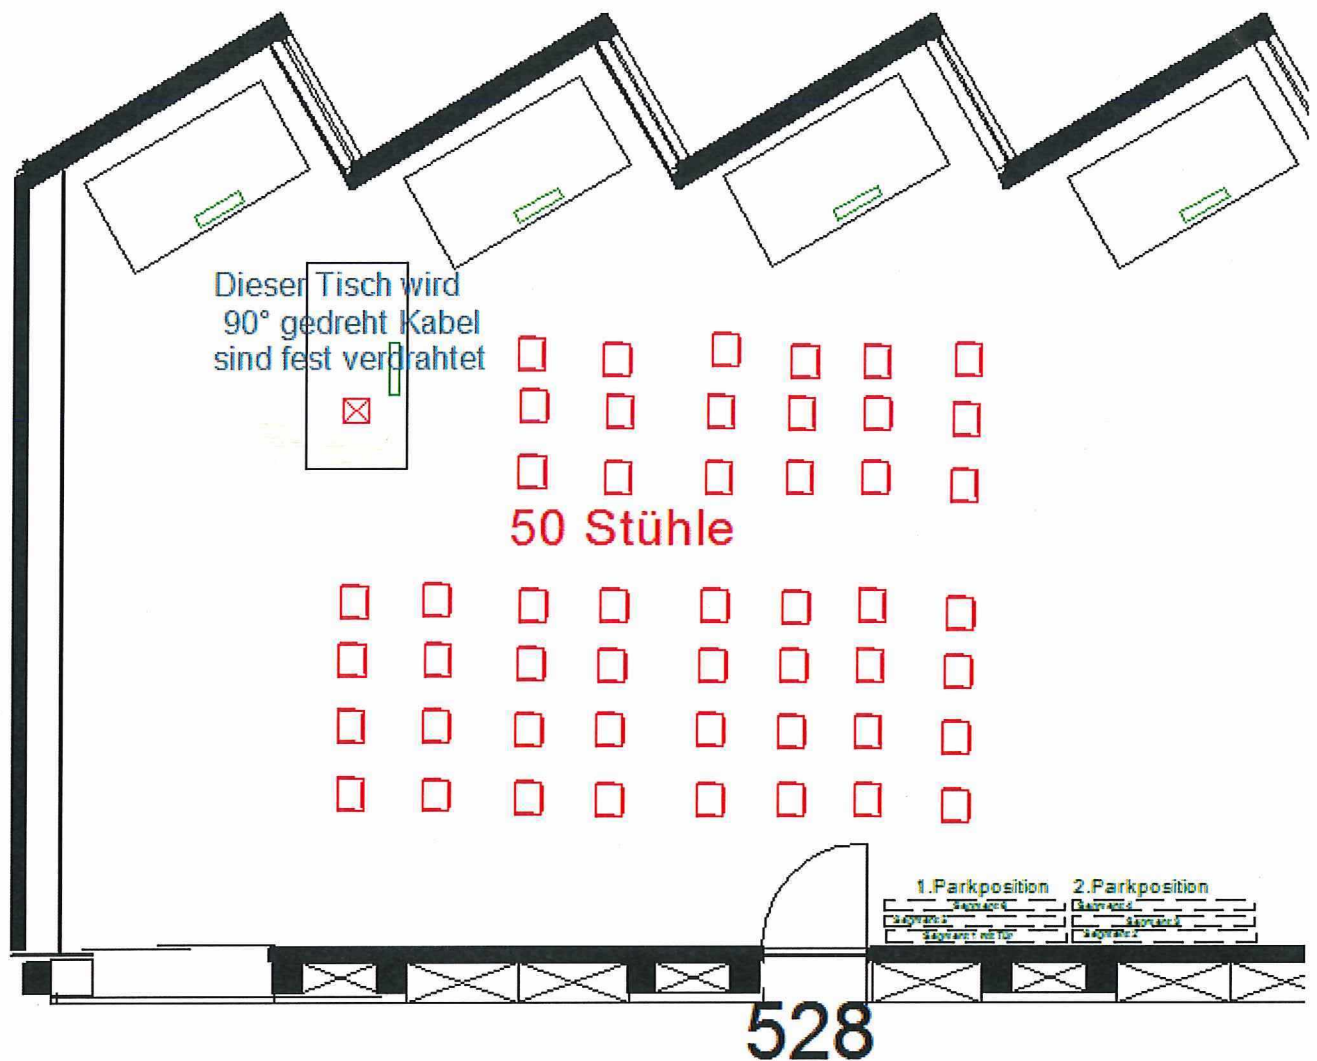 Dieser Tisch wird
90° gedreht Kabel
sind fest verdrahtet
50 Stühle
1.Parkposition 2.Parkposition
528